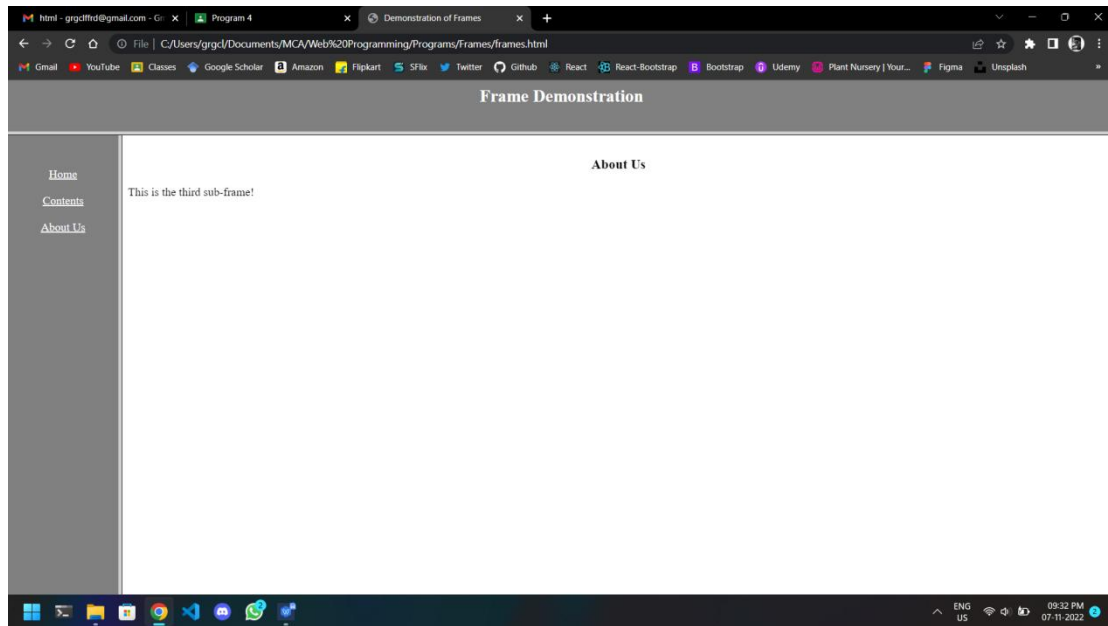 html - grgclffrd@gmail.com - Gr
Program 4
Demonstration of Frames
File | C:/Users/grgcl/Documents/MCA/Web%20Programming/Programs/Frames/frames.html
Gmail YouTube Classes Google Scholar Amazon Flipkart SFlix Twitter Github React React-Bootstrap Bootstrap Udemy Plant Nursery | Your... Figma Unsplash »
Frame Demonstration
Home
Contents
About Us
About Us
This is the third sub-frame!
ENG
US
09:32 PM
07-11-2022
2